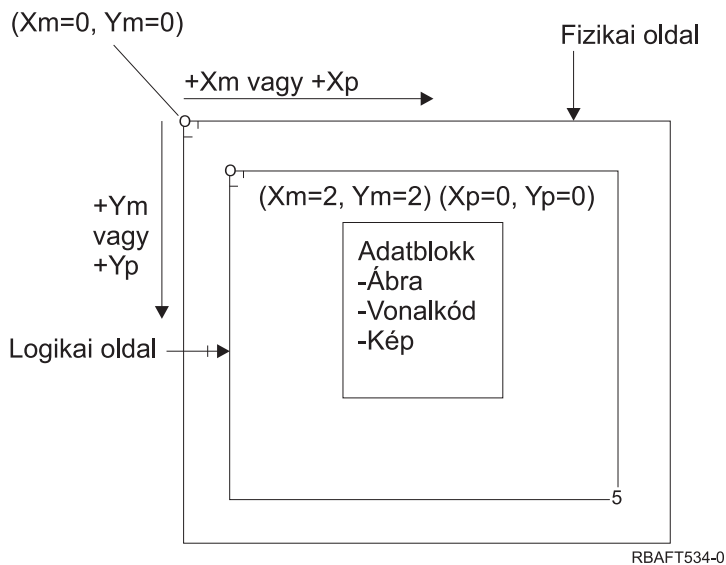 (Xm=0, Ym=0)
Fizikai oldal
+Xm vagy +Xp
(Xm=2, Ym=2) (Xp=0, Yp=0)
+Ym
vagy
+Yp
Adatblokk
-Ábra
-Vonalkód
-Kép
Logikai oldal
5
RBAFT534-0